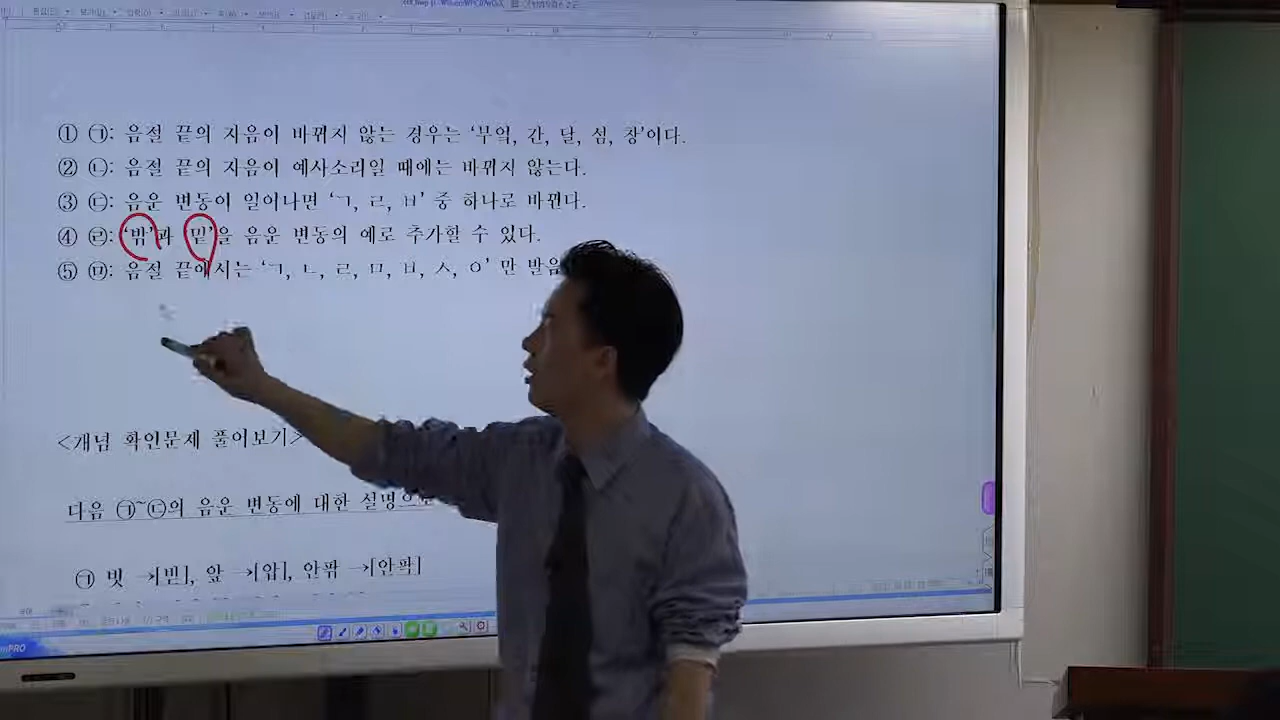 ① ㉠: 음절 끝의 자음이 바뀌지 않는 경우는 '부엌, 간, 달, 섬, 장'이다.
② ㉡: 음절 끝의 자음이 예사소리일 때에는 바뀌지 않는다.
③ ㉢: 음운 변동이 일어나면 'ㄱ, ㄹ, ㅂ' 중 하나로 바뀐다.
④ ㉣: '밖'과 '밑'을 음운 변동의 예로 추가할 수 있다.
⑤ ㉤: 음절 끝에서는 'ㄱ, ㄴ, ㄹ, ㅁ, ㅂ, ㅅ, ㅇ' 만 발음
<개념 확인문제 풀어보기>
다음 ㉠~㉢의 음운 변동에 대한 설명으로
㉠ 빗 →[빋], 앞 →[압], 안팎 →[안팍]